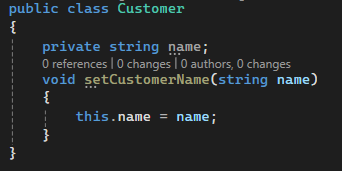 public class Customer
{
private string name;
0 references | 0 changes | 0 authors, 0 changes
void setCustomerName(string name)
{
this.name = name;
}
}